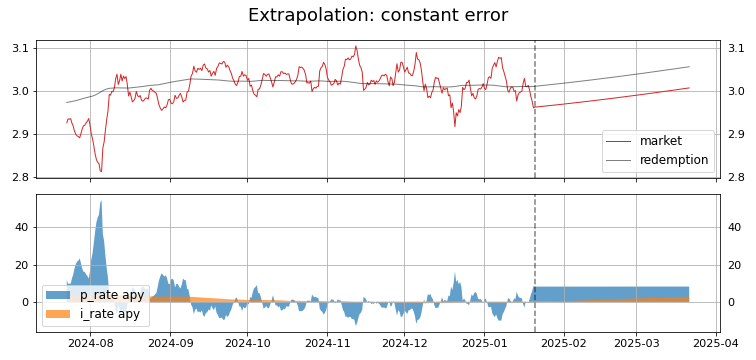 Extrapolation: constant error
3.1 3.1
3.0 3.0
2.9 2.9
2.8 2.8
market
redemption
40 40
20 20
0 0
p_rate apy
i_rate apy
2024-08 2024-09 2024-10 2024-11 2024-12 2025-01 2025-02 2025-03 2025-04